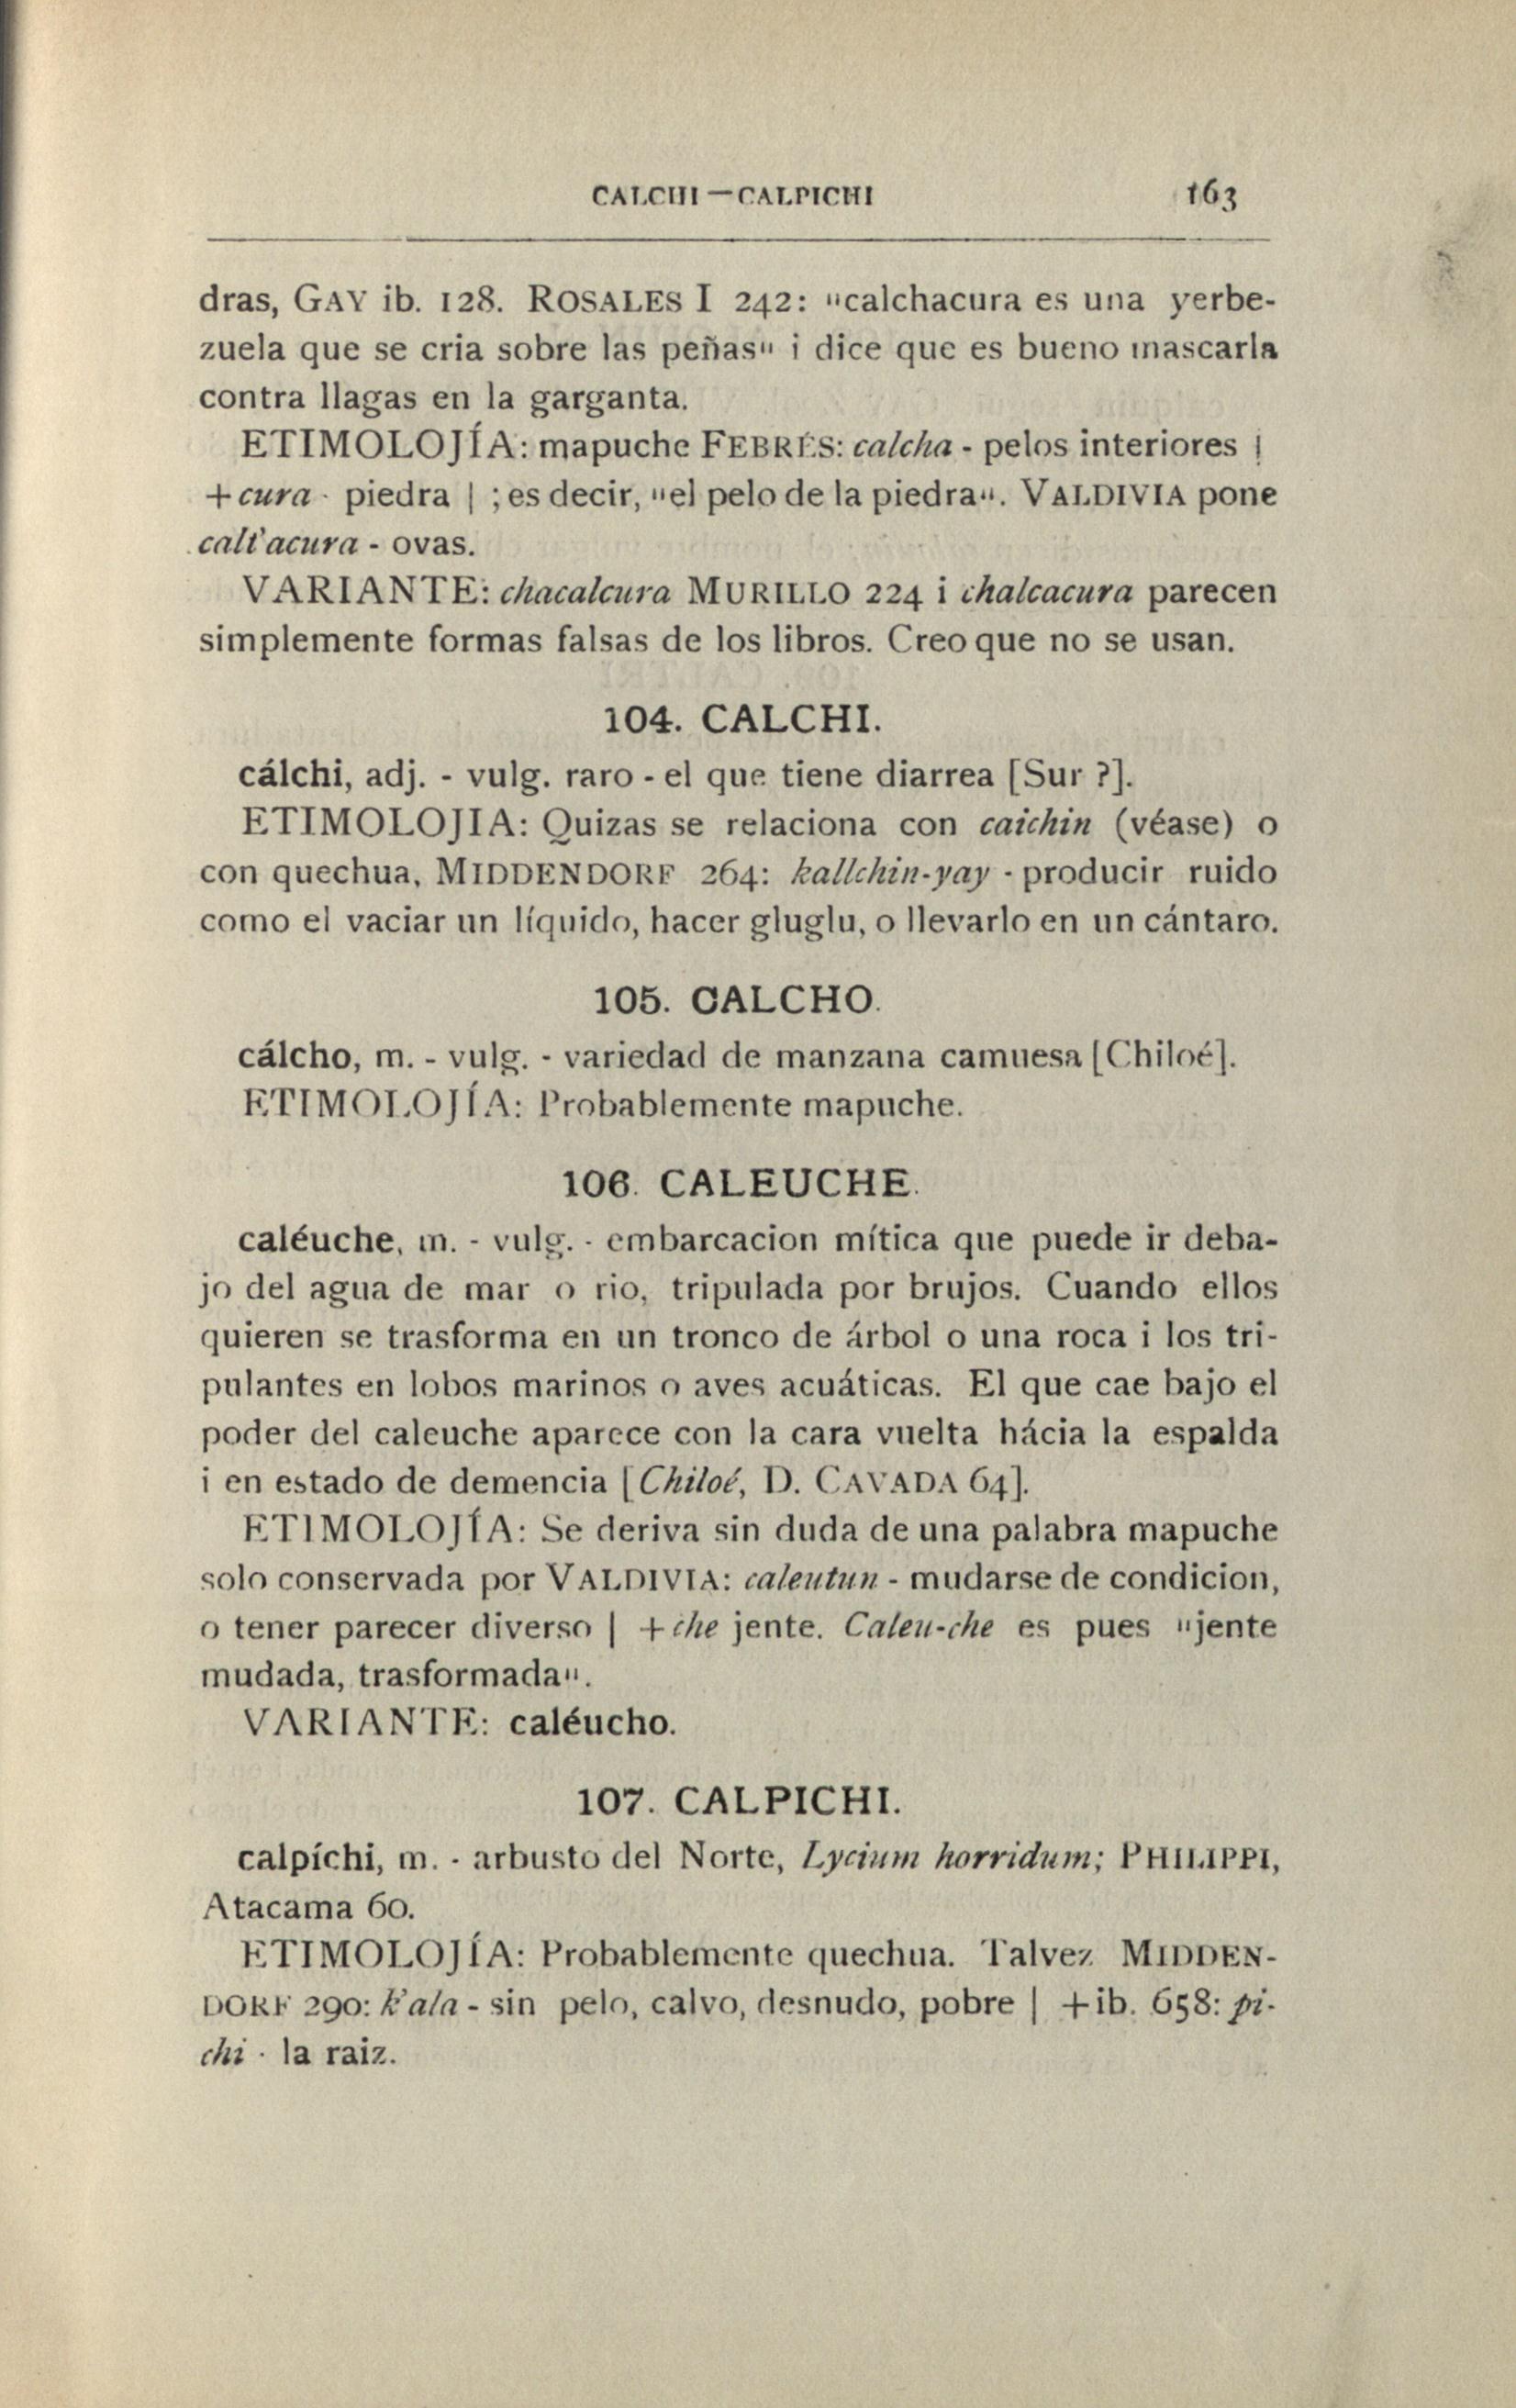 CALCHI—CALPICHI 163
dras, GAY ib. 128. ROSALES I 242: "calchacura es una yerbe-
zuela que se cria sobre las peñas" i dice que es bueno mascarla
contra llagas en la garganta.
ETIMOLOJÍA: mapuche FEBRÉS: calcha - pelos interiores |
+ cura - piedra | ; es decir, "el pelo de la piedra". VALDIVIA pone
calt'acura - ovas.
VARIANTE: chacalcura MURILLO 224 i chalcacura parecen
simplemente formas falsas de los libros. Creo que no se usan.
104. CALCHI.
cálchi, adj. - vulg. raro - el que tiene diarrea [Sur ?].
ETIMOLOJIA: Quizas se relaciona con caichin (véase) o
con quechua, MIDDENDORF 264: kallchin-yay - producir ruido
como el vaciar un líquido, hacer gluglu, o llevarlo en un cántaro.
105. CALCHO.
cálcho, m. - vulg. - variedad de manzana camuesa [Chiloé].
ETIMOLOJÍA: Probablemente mapuche.
106. CALEUCHE.
caléuche, m. - vulg. - embarcacion mítica que puede ir deba-
jo del agua de mar o rio, tripulada por brujos. Cuando ellos
quieren se trasforma en un tronco de árbol o una roca i los tri-
pulantes en lobos marinos o aves acuáticas. El que cae bajo el
poder del caleuche aparece con la cara vuelta hácia la espalda
i en estado de demencia [Chiloé, D. CAVADA 64].
ETIMOLOJÍA: Se deriva sin duda de una palabra mapuche
solo conservada por VALDIVIA: caleutun - mudarse de condicion,
o tener parecer diverso | + che jente. Caleu-che es pues "jente
mudada, trasformada".
VARIANTE: caléucho.
107. CALPICHI.
calpíchi, m. - arbusto del Norte, Lycium horridum; PHILIPPI,
Atacama 60.
ETIMOLOJÍA: Probablemente quechua. Talvez MIDDEN-
DORF 290: k'ala - sin pelo, calvo, desnudo, pobre | + ib. 658: pi-
chi - la raiz.